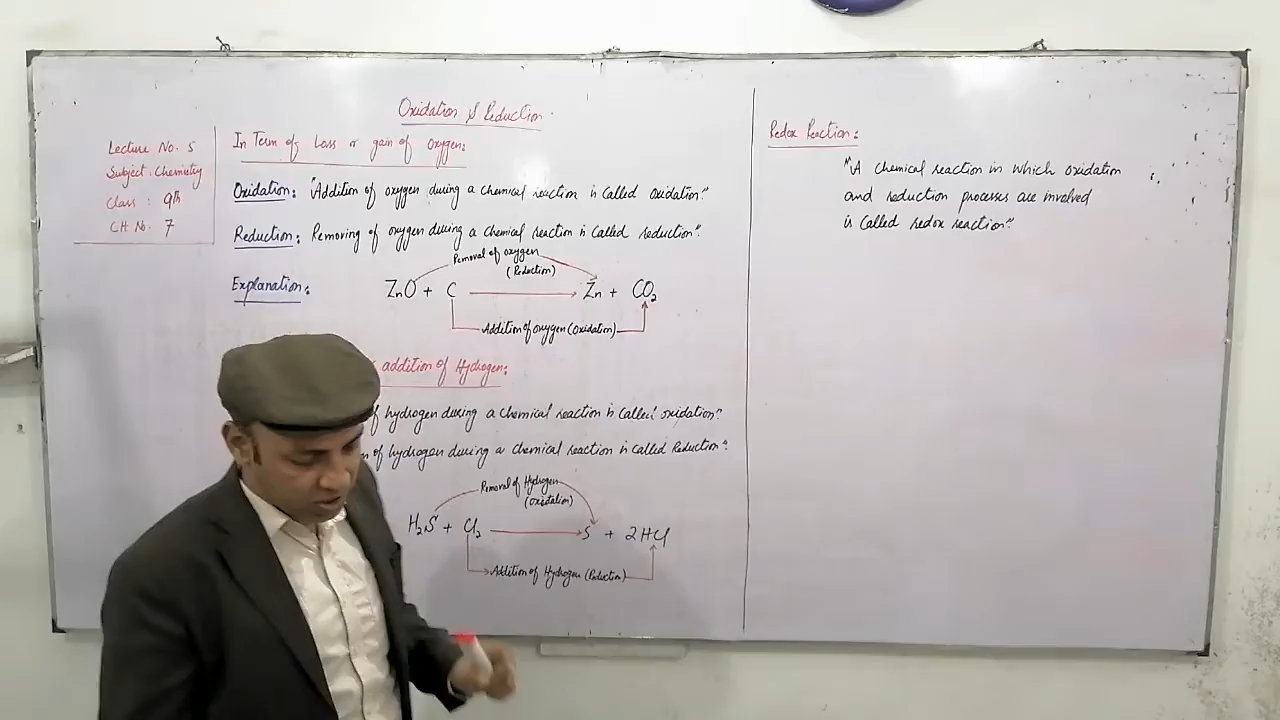 Oxidation & Reduction
Lecture No. 5
Subject: Chemistry
Class: 9th
CH. No. 7
In Term of Loss or gain of Oxygen:
Oxidation: "Addition of oxygen during a chemical reaction is called oxidation."
Reduction: Removing of oxygen during a chemical reaction is called reduction".
Removal of oxygen
(Reduction)
Explanation: ZnO + C → Zn + CO₂
Addition of oxygen (Oxidation)
addition of Hydrogen:
of hydrogen during a chemical reaction is called oxidation."
of hydrogen during a chemical reaction is called Reduction".
Removal of Hydrogen
(Oxidation)
H₂S + Cl₂ → S + 2HCl
Addition of Hydrogen (Reduction)
Redox Reaction:
"A chemical reaction in which oxidation
and reduction processes are involved
is called redox reaction."